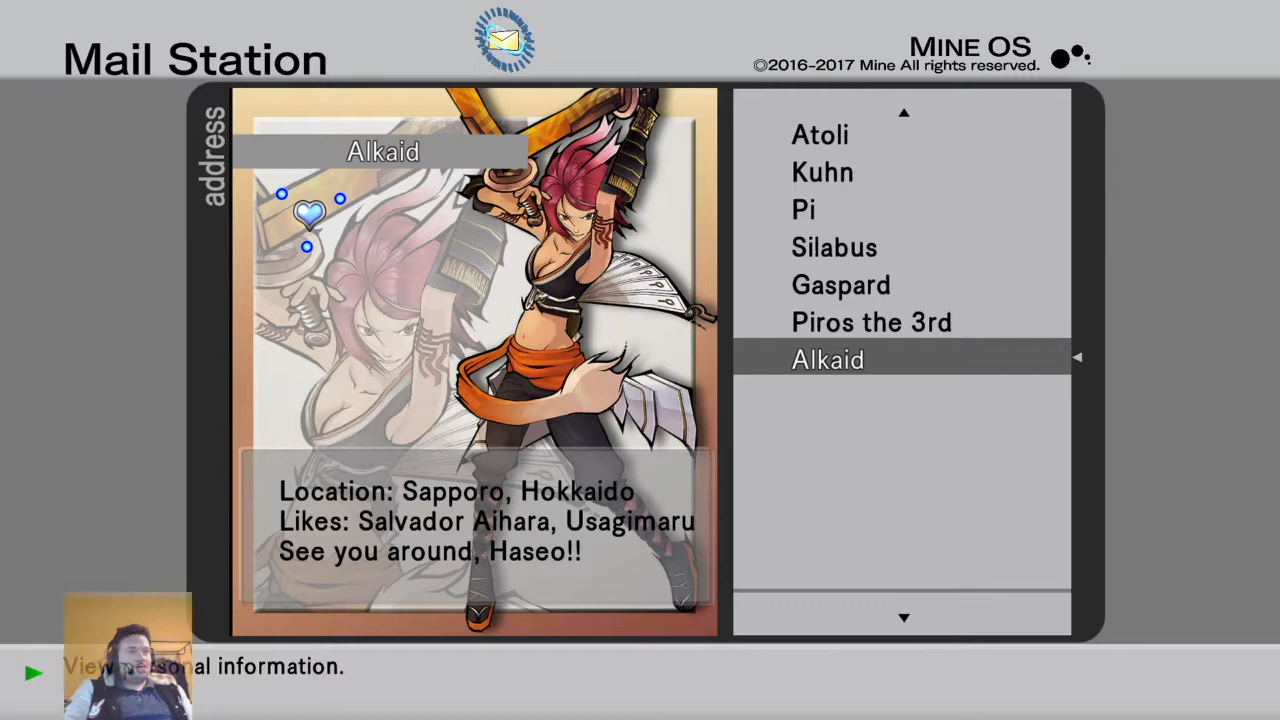 Mail Station
MINE OS
©2016-2017 Mine All rights reserved.
address
Alkaid
Location: Sapporo, Hokkaido
Likes: Salvador Aihara, Usagimaru
See you around, Haseo!!
Atoli
Kuhn
Pi
Silabus
Gaspard
Piros the 3rd
Alkaid
View personal information.